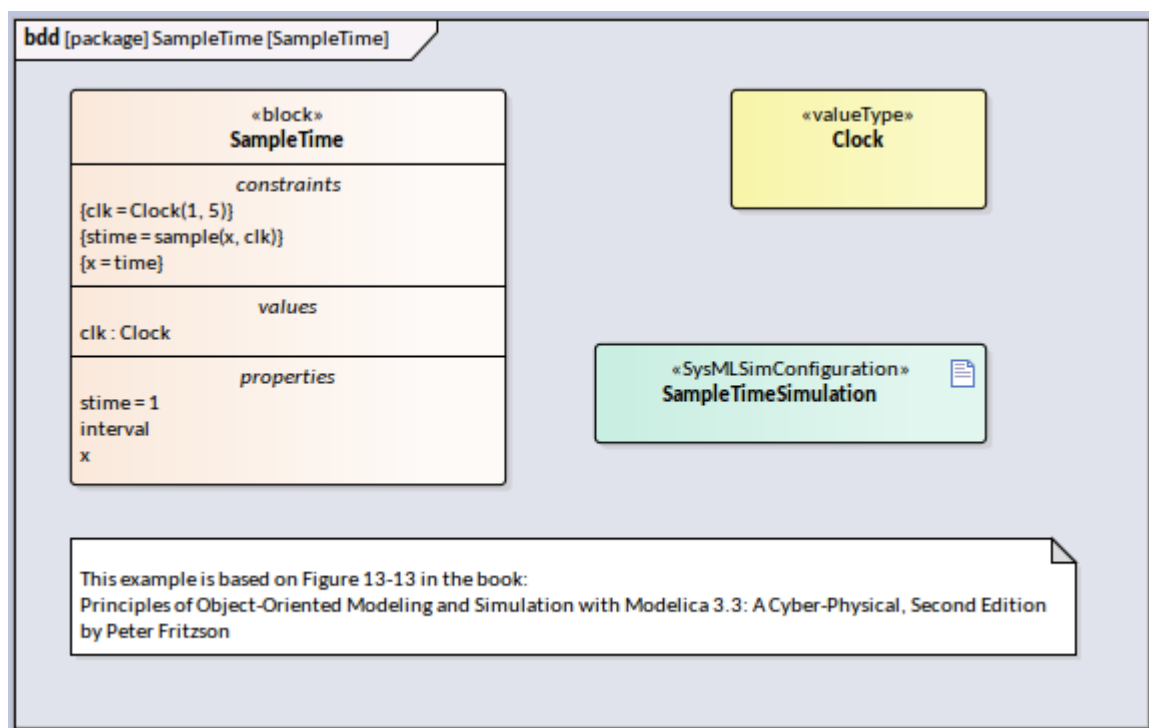 bdd [package] SampleTime [SampleTime]
«block»
SampleTime
constraints
{clk = Clock(1, 5)}
{stime = sample(x, clk)}
{x = time}
values
clk : Clock
properties
stime = 1
interval
x
«valueType»
Clock
«SysMLSimConfiguration»
SampleTimeSimulation
This example is based on Figure 13-13 in the book:
Principles of Object-Oriented Modeling and Simulation with Modelica 3.3: A Cyber-Physical, Second Edition
by Peter Fritzson